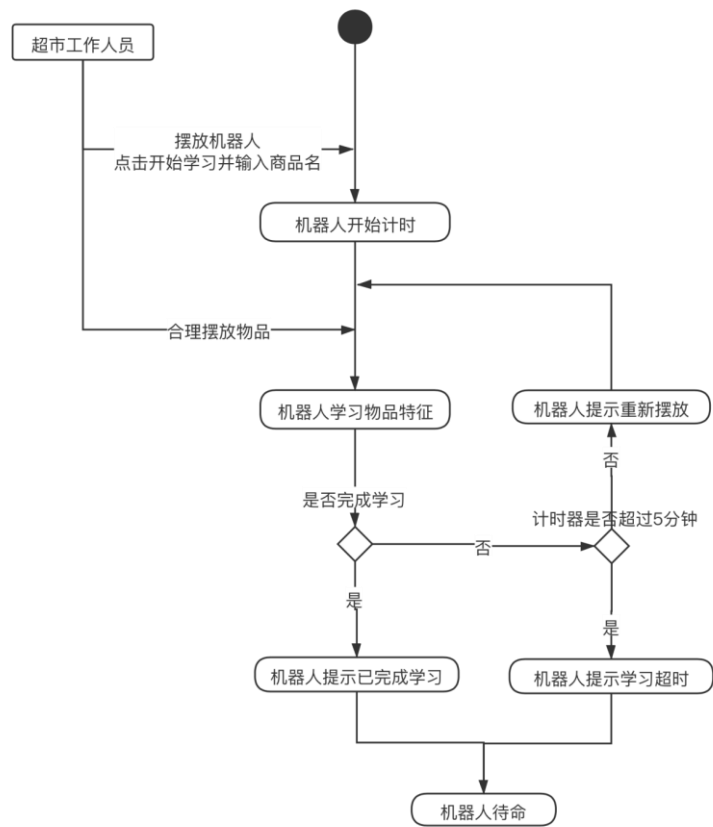 超市工作人员
摆放机器人
点击开始学习并输入商品名
机器人开始计时
合理摆放物品
机器人学习物品特征
机器人提示重新摆放
否
是否完成学习
计时器是否超过5分钟
否
是
是
机器人提示已完成学习
机器人提示学习超时
机器人待命